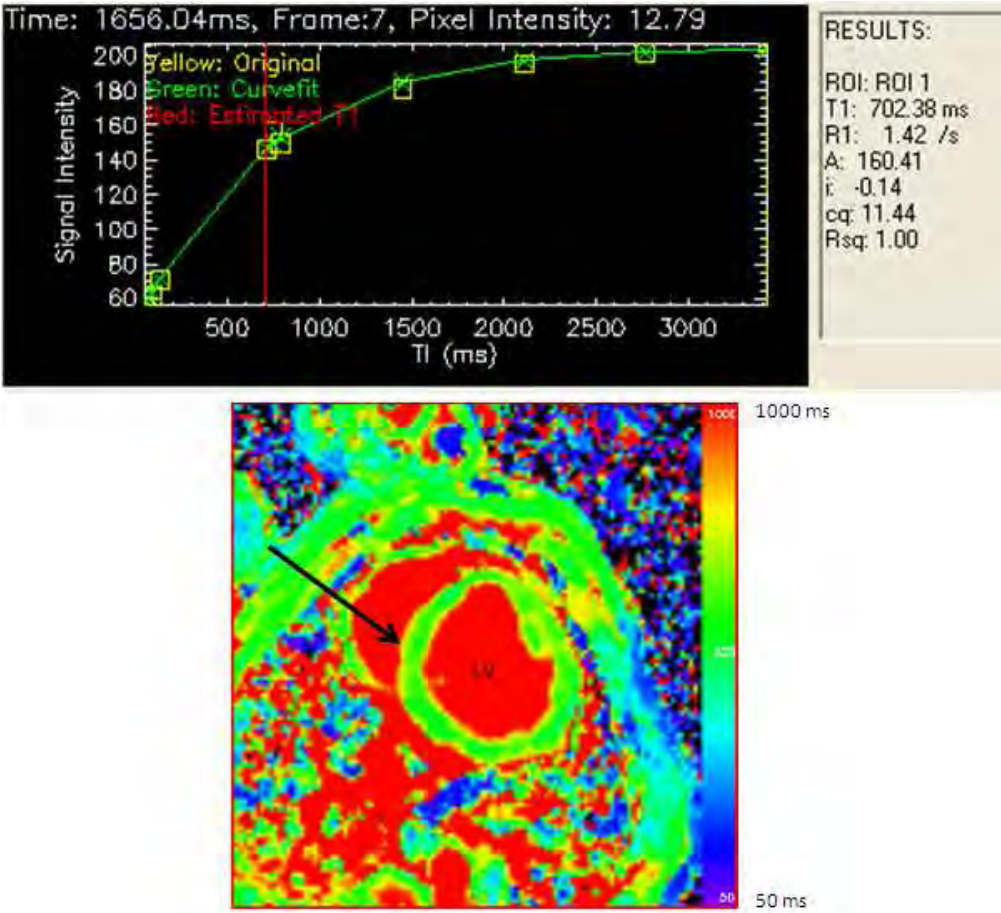 Time: 1656.04ms, Frame:7, Pixel Intensity: 12.79
Signal Intensity
200
180
160
140
120
100
80
60
Yellow: Original
Green: Curvefit
Red: Estimated T1
500 1000 1500 2000 2500 3000
TI (ms)
RESULTS:
ROI: ROI 1
T1: 702.38 ms
R1: 1.42 /s
A: 160.41
i: -0.14
cq: 11.44
Rsq: 1.00
1000 1000 ms
LV
525
50 50 ms